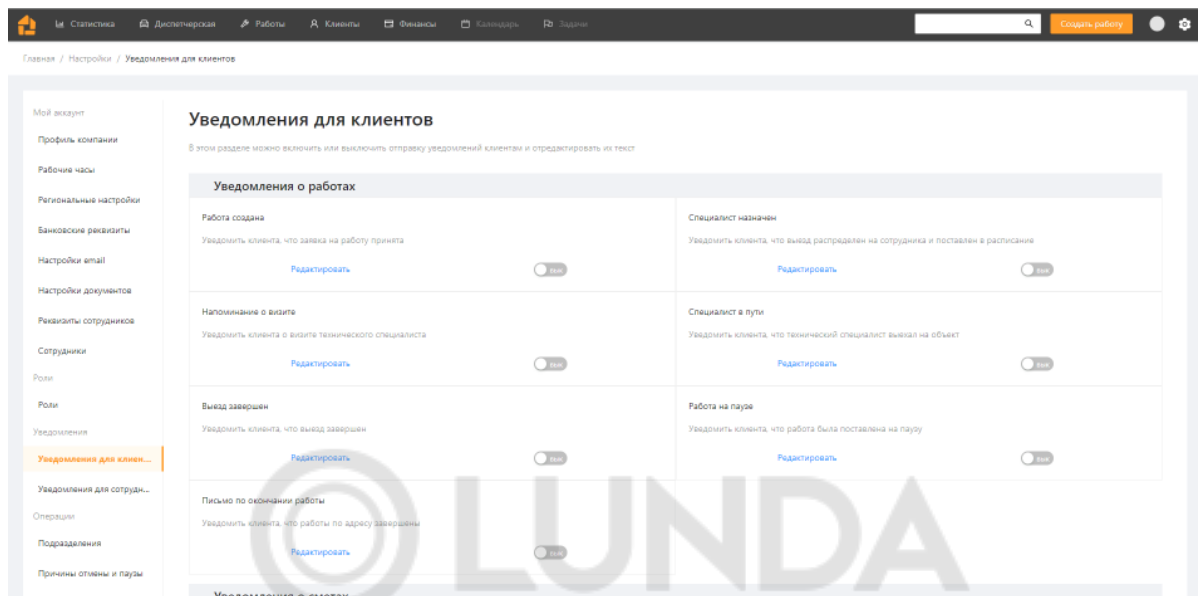 Статистика Диспетчерская Работы Клиенты Финансы Календарь Задачи Создать работу
Главная / Настройки / Уведомления для клиентов
Мой аккаунт
Профиль компании
Рабочие часы
Региональные настройки
Банковские реквизиты
Настройки email
Настройки документов
Реквизиты сотрудников
Сотрудники
Роли
Роли
Уведомления
Уведомления для клиен...
Уведомления для сотрудн...
Операции
Подразделения
Причины отмены и паузы
Уведомления для клиентов
В этом разделе можно включить или выключить отправку уведомлений клиентам и отредактировать их текст
Уведомления о работах
Работа создана
Уведомить клиента, что заявка на работу принята
Редактировать
Специалист назначен
Уведомить клиента, что выезд распределен на сотрудника и поставлен в расписание
Редактировать
Напоминание о визите
Уведомить клиента о визите технического специалиста
Редактировать
Специалист в пути
Уведомить клиента, что технический специалист выехал на объект
Редактировать
Выезд завершен
Уведомить клиента, что выезд завершен
Редактировать
Работа на паузе
Уведомить клиента, что работа была поставлена на паузу
Редактировать
Письмо по окончании работы
Уведомить клиента, что работы по адресу завершены
Редактировать
Уведомления о сметах
OLUNDA